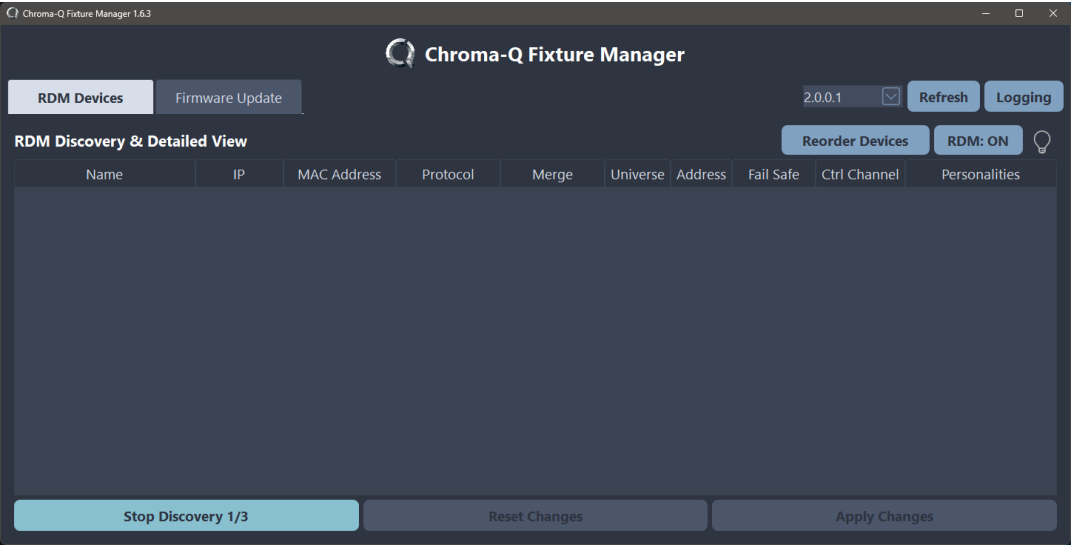 Chroma-Q Fixture Manager 1.6.3
Chroma-Q Fixture Manager
RDM Devices Firmware Update 2.0.0.1 Refresh Logging
RDM Discovery & Detailed View Reorder Devices RDM: ON
Name IP MAC Address Protocol Merge Universe Address Fail Safe Ctrl Channel Personalities
Stop Discovery 1/3 Reset Changes Apply Changes